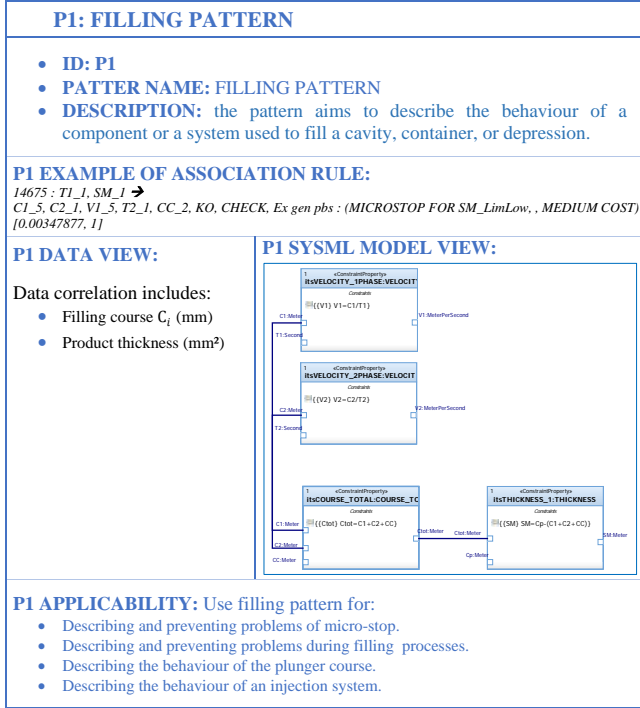 P1: FILLING PATTERN
• ID: P1
• PATTER NAME: FILLING PATTERN
• DESCRIPTION: the pattern aims to describe the behaviour of a
component or a system used to fill a cavity, container, or depression.
P1 EXAMPLE OF ASSOCIATION RULE:
14675 : T1_1, SM_1 ➔
C1_5, C2_1, V1_5, T2_1, CC_2, KO, CHECK, Ex gen pbs : (MICROSTOP FOR SM_LimLow, , MEDIUM COST)
[0.00347877, 1]
P1 DATA VIEW:
Data correlation includes:
• Filling course C_i (mm)
• Product thickness (mm²)
P1 SYSML MODEL VIEW:
1 «ConstraintProperty»
itsVELOCITY_1PHASE:VELOCIT
Constraints
{{V1} V1=C1/T1}
C1:Meter
V1:MeterPerSecond
T1:Second
1 «ConstraintProperty»
itsVELOCITY_2PHASE:VELOCIT
Constraints
{{V2} V2=C2/T2}
C2:Meter
V2:MeterPerSecond
T2:Second
1 «ConstraintProperty»
itsCOURSE_TOTAL:COURSE_TO
Constraints
{{Ctot} Ctot=C1+C2+CC}
C1:Meter
C2:Meter
CC:Meter
Ctot:Meter
1 «ConstraintProperty»
itsTHICKNESS_1:THICKNESS
Constraints
{{SM} SM=Cp-(C1+C2+CC)}
Ctot:Meter
SM:Meter
Cp:Meter
P1 APPLICABILITY: Use filling pattern for:
• Describing and preventing problems of micro-stop.
• Describing and preventing problems during filling processes.
• Describing the behaviour of the plunger course.
• Describing the behaviour of an injection system.